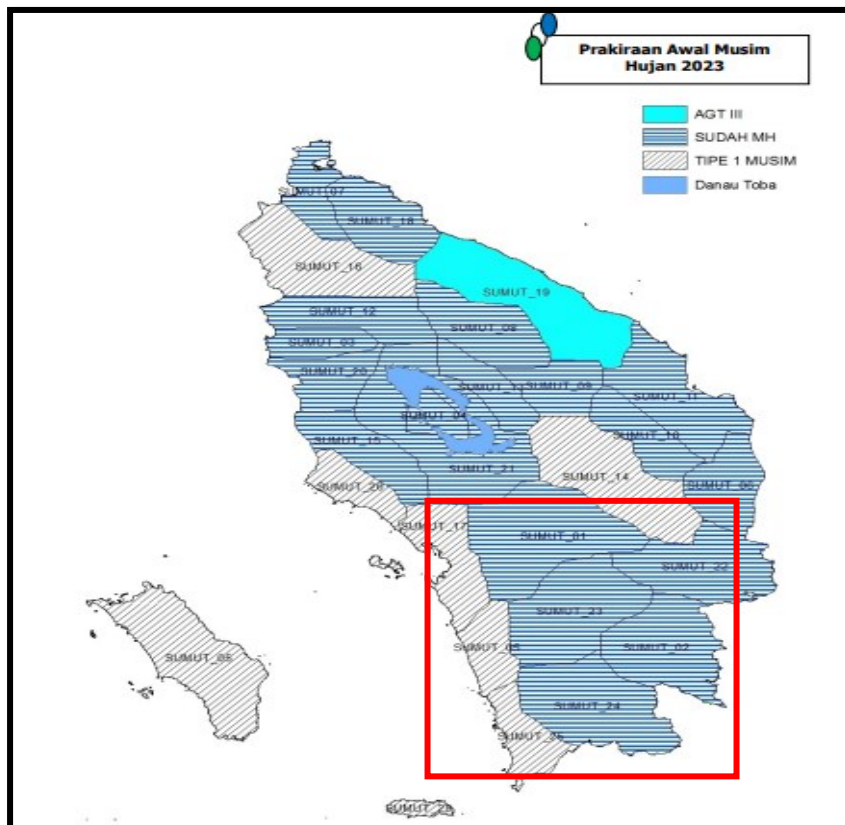 Prakiraan Awal Musim
Hujan 2023
AGT III
SUDAH MH
TIPE 1 MUSIM
Danau Toba
SUMUT_07
SUMUT_18
SUMUT_16
SUMUT_19
SUMUT_12
SUMUT_08
SUMUT_03
SUMUT_20
SUMUT_09
SUMUT_11
SUMUT_04
SUMUT_10
SUMUT_15
SUMUT_21
SUMUT_14
SUMUT_06
SUMUT_17
SUMUT_01
SUMUT_22
SUMUT_23
SUMUT_02
SUMUT_05
SUMUT_24